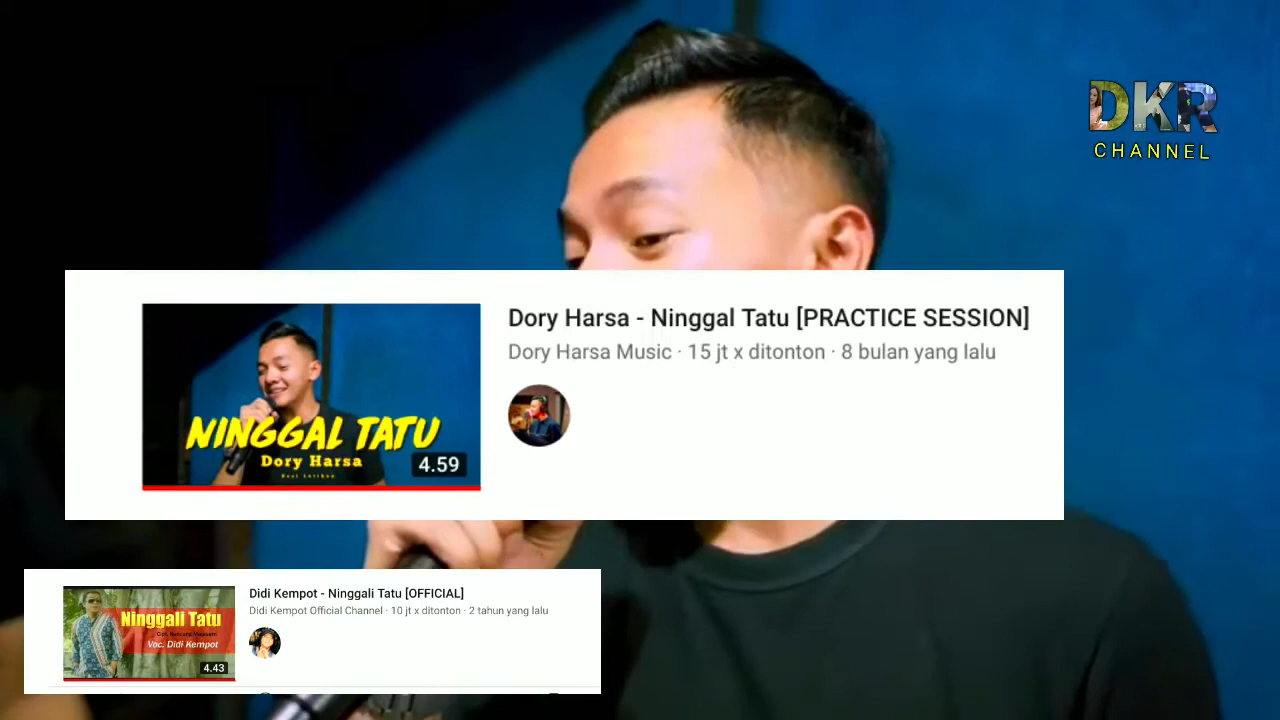 DKR
CHANNEL
Dory Harsa - Ninggal Tatu [PRACTICE SESSION]
Dory Harsa Music · 15 jt x ditonton · 8 bulan yang lalu
NINGGAL TATU
Dory Harsa
4.59
Didi Kempot - Ninggali Tatu [OFFICIAL]
Didi Kempot Official Channel · 10 jt x ditonton · 2 tahun yang lalu
Ninggali Tatu
Voc. Didi Kempot
4.43